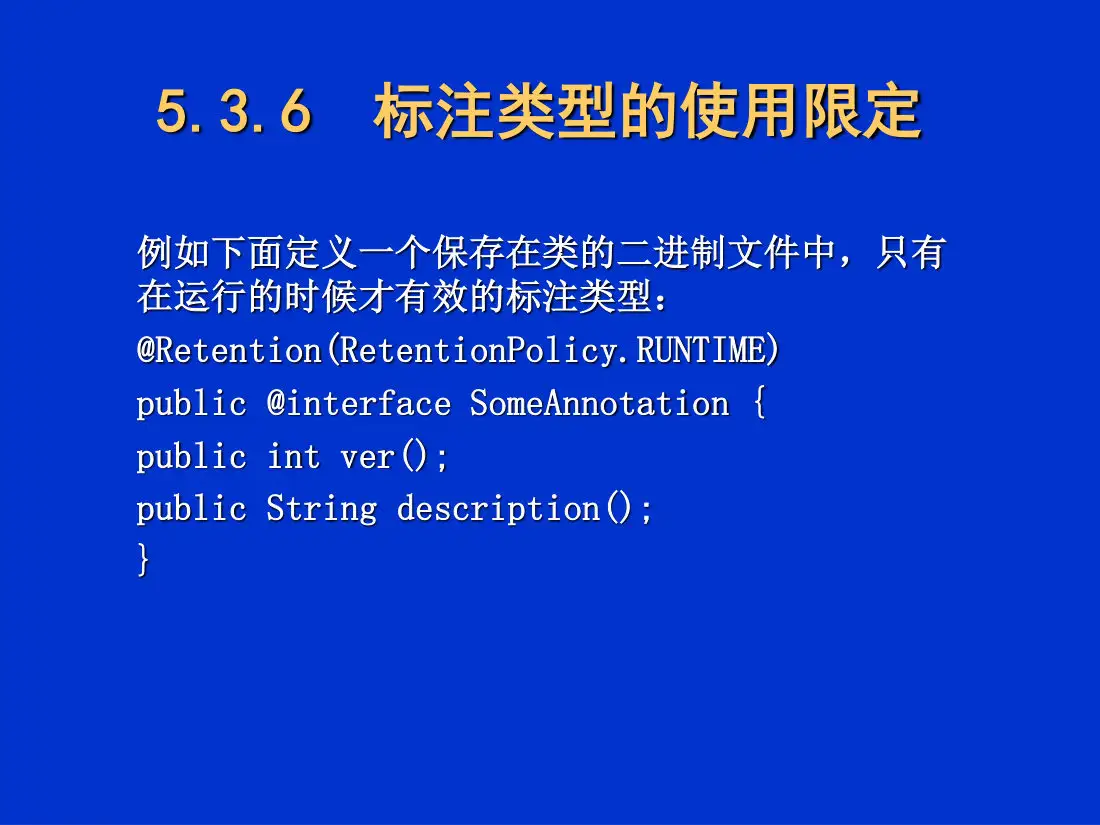 5.3.6 标注类型的使用限定
例如下面定义一个保存在类的二进制文件中，只有
在运行的时候才有效的标注类型：
@Retention(RetentionPolicy.RUNTIME)
public @interface SomeAnnotation {
public int ver();
public String description();
}